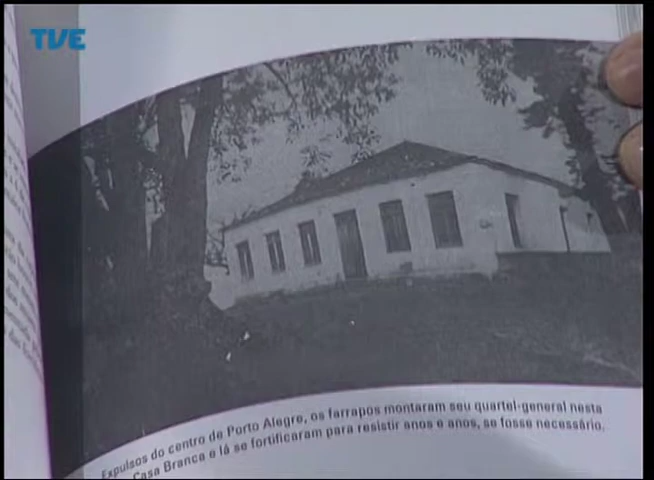 TVE
Expulsos do centro de Porto Alegre, os farrapos montaram seu quartel-general nesta
Casa Branca e lá se fortificaram para resistir anos e anos, se fosse necessário,